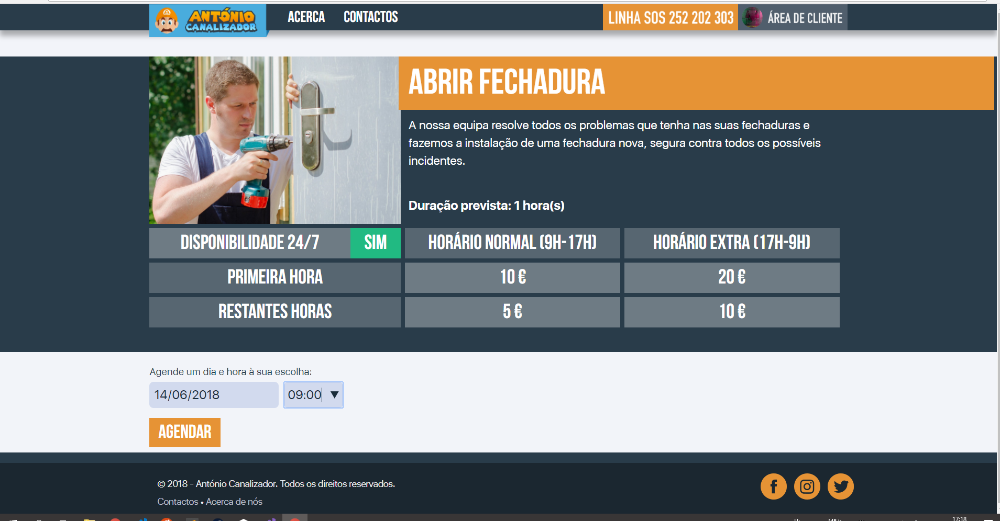 ANTÓNIO
CANALIZADOR
ACERCA
CONTACTOS
LINHA SOS 252 202 303
ÁREA DE CLIENTE
ABRIR FECHADURA
A nossa equipa resolve todos os problemas que tenha nas suas fechaduras e
fazemos a instalação de uma fechadura nova, segura contra todos os possíveis
incidentes.
Duração prevista: 1 hora(s)
DISPONIBILIDADE 24/7
SIM
HORÁRIO NORMAL (9H-17H)
HORÁRIO EXTRA (17H-9H)
PRIMEIRA HORA
10 €
20 €
RESTANTES HORAS
5 €
10 €
Agende um dia e hora à sua escolha:
14/06/2018
09:00
AGENDAR
© 2018 - António Canalizador. Todos os direitos reservados.
Contactos • Acerca de nós
17:18